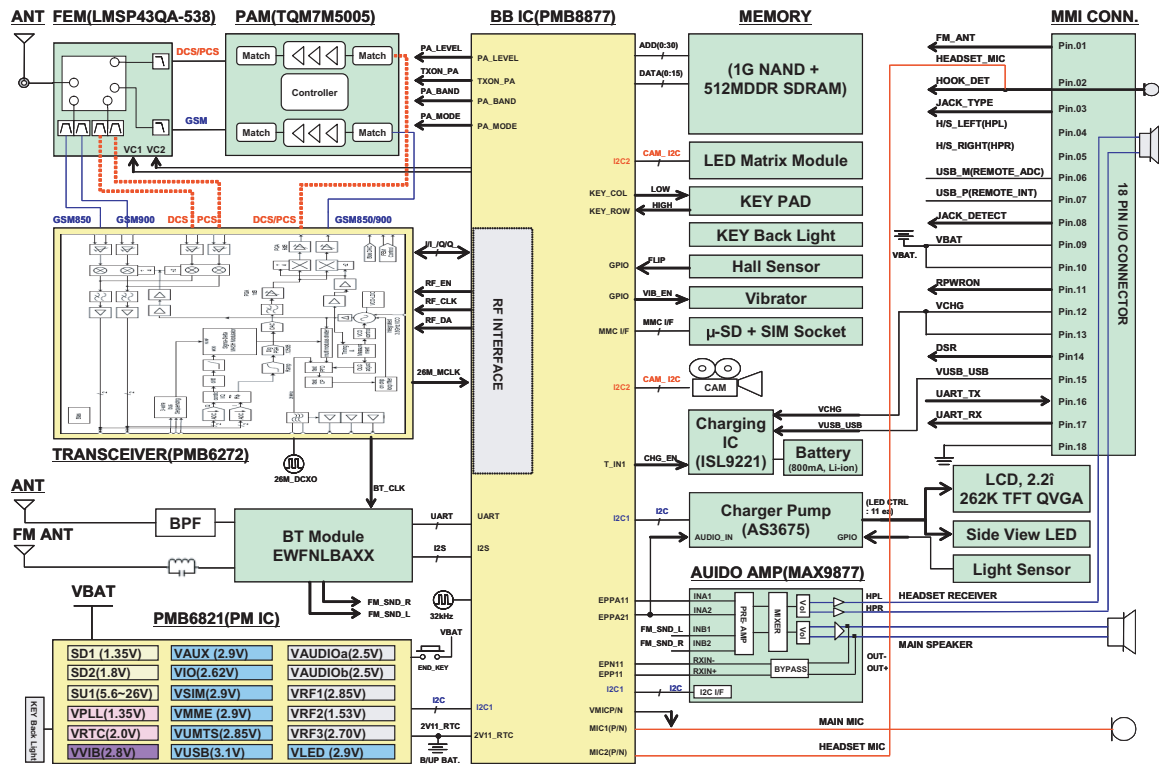 ANT
FEM(LMSP43QA-538)
PAM(TQM7M5005)
BB IC(PMB8877)
MEMORY
MMI CONN.
DCS/PCS
Match
Match
Controller
GSM
Match
Match
VC1 VC2
PA_LEVEL
PA_LEVEL
TXON_PA
TXON_PA
PA_BAND
PA_BAND
PA_MODE
PA_MODE
ADD(0:30)
DATA(0:15)
(1G NAND +
512MDDR SDRAM)
I2C2
CAM_ I2C
LED Matrix Module
KEY_COL
LOW
KEY_ROW
HIGH
KEY PAD
KEY Back Light
GPIO
FLIP
Hall Sensor
GPIO
VIB_EN
Vibrator
MMC I/F
MMC I/F
µ-SD + SIM Socket
I2C2
CAM_ I2C
CAM
FM_ANT
Pin.01
HEADSET_MIC
HOOK_DET
Pin.02
JACK_TYPE
Pin.03
H/S_LEFT(HPL)
Pin.04
H/S_RIGHT(HPR)
Pin.05
USB_M(REMOTE_ADC)
Pin.06
USB_P(REMOTE_INT)
Pin.07
JACK_DETECT
Pin.08
VBAT
Pin.09
VBAT.
Pin.10
RPWRON
Pin.11
VCHG
Pin.12
Pin.13
DSR
Pin14
VUSB_USB
Pin.15
UART_TX
Pin.16
UART_RX
Pin.17
Pin.18
18 PIN I/O CONNECTOR
GSM850
GSM900
DCS
PCS
DCS/PCS
GSM850/900
I/I_/Q/Q
RF_EN
RF_CLK
RF_DA
26M_MCLK
RF INTERFACE
TRANSCEIVER(PMB6272)
26M_DCXO
BT_CLK
VCHG
VUSB_USB
Charging
IC
(ISL9221)
Battery
(800mA, Li-ion)
T_IN1
CHG_EN
ANT
BPF
FM ANT
BT Module
EWFNLBAXX
UART
UART
I2S
I2S
FM_SND_R
FM_SND_L
32kHz
I2C1
I2C
Charger Pump
(AS3675)
AUDIO_IN
GPIO
(LED CTRL
: 11 ea)
LCD, 2.2î
262K TFT QVGA
Side View LED
Light Sensor
VBAT
PMB6821(PM IC)
VBAT
END_KEY
SD1 (1.35V)
VAUX (2.9V)
VAUDIOa(2.5V)
SD2(1.8V)
VIO(2.62V)
VAUDIOb(2.5V)
SU1(5.6~26V)
VSIM(2.9V)
VRF1(2.85V)
VPLL(1.35V)
VMME (2.9V)
VRF2(1.53V)
VRTC(2.0V)
VUMTS(2.85V)
VRF3(2.70V)
VVIB(2.8V)
VUSB(3.1V)
VLED (2.9V)
KEY Back Light
I2C
I2C1
2V11_RTC
2V11_RTC
B/UP BAT.
AUIDO AMP(MAX9877)
EPPA11
INA1
EPPA21
INA2
FM_SND_L
INB1
FM_SND_R
INB2
PRE- AMP
MIXER
Vol
Vol
HPL
HPR
HEADSET RECEIVER
MAIN SPEAKER
OUT-
OUT+
EPN11
RXIN-
EPP11
RXIN+
BYPASS
I2C1
I2C
I2C I/F
VMICP/N
MIC1(P/N)
MAIN MIC
MIC2(P/N)
HEADSET MIC